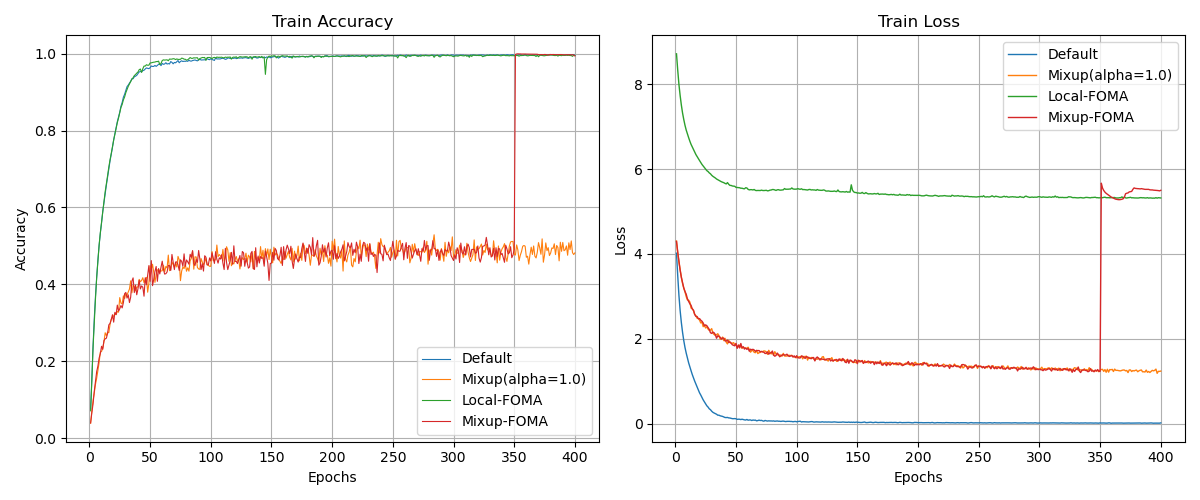 Train Accuracy
Accuracy
1.0
0.8
0.6
0.4
0.2
0.0
0 50 100 150 200 250 300 350 400
Epochs
Default
Mixup(alpha=1.0)
Local-FOMA
Mixup-FOMA
Train Loss
Loss
8
6
4
2
0
0 50 100 150 200 250 300 350 400
Epochs
Default
Mixup(alpha=1.0)
Local-FOMA
Mixup-FOMA